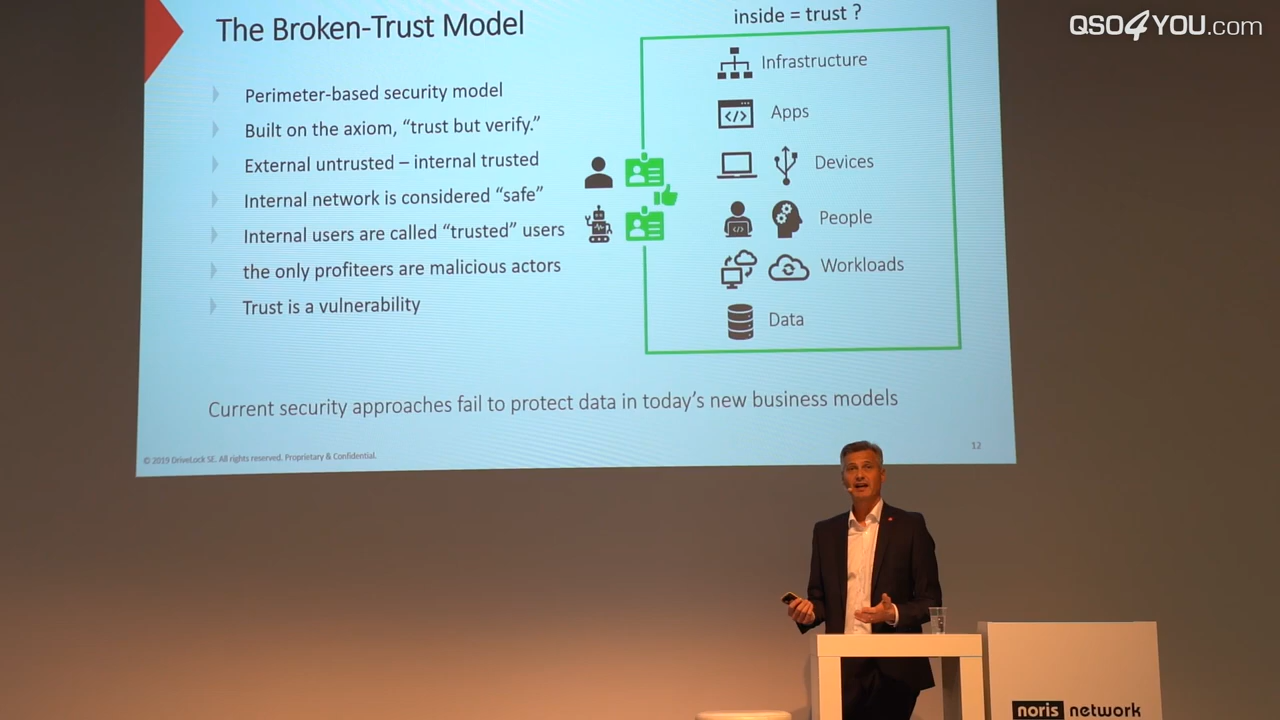 The Broken-Trust Model
inside = trust ?
QSO4YOU.com
Perimeter-based security model
Built on the axiom, “trust but verify.”
External untrusted – internal trusted
Internal network is considered “safe”
Internal users are called “trusted” users
the only profiteers are malicious actors
Trust is a vulnerability
Infrastructure
Apps
Devices
People
Workloads
Data
Current security approaches fail to protect data in today’s new business models
© 2019 DriveLock SE. All rights reserved. Proprietary & Confidential.
12
noris network